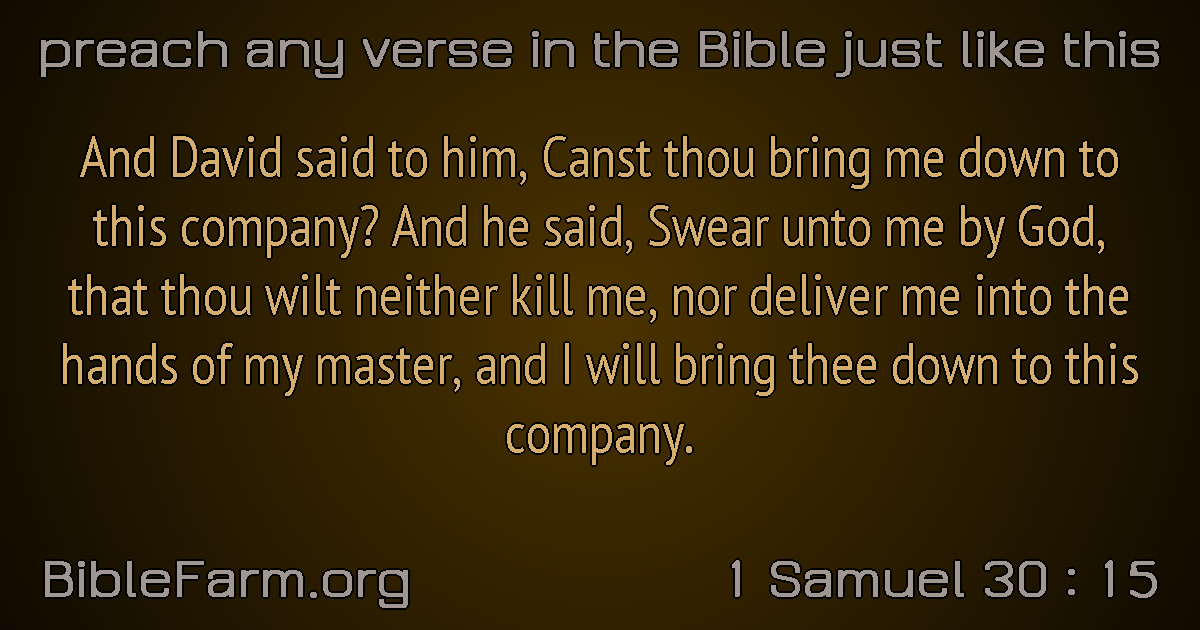 preach any verse in the Bible just like this
And David said to him, Canst thou bring me down to
this company? And he said, Swear unto me by God,
that thou wilt neither kill me, nor deliver me into the
hands of my master, and I will bring thee down to this
company.
BibleFarm.org
1 Samuel 30 : 15